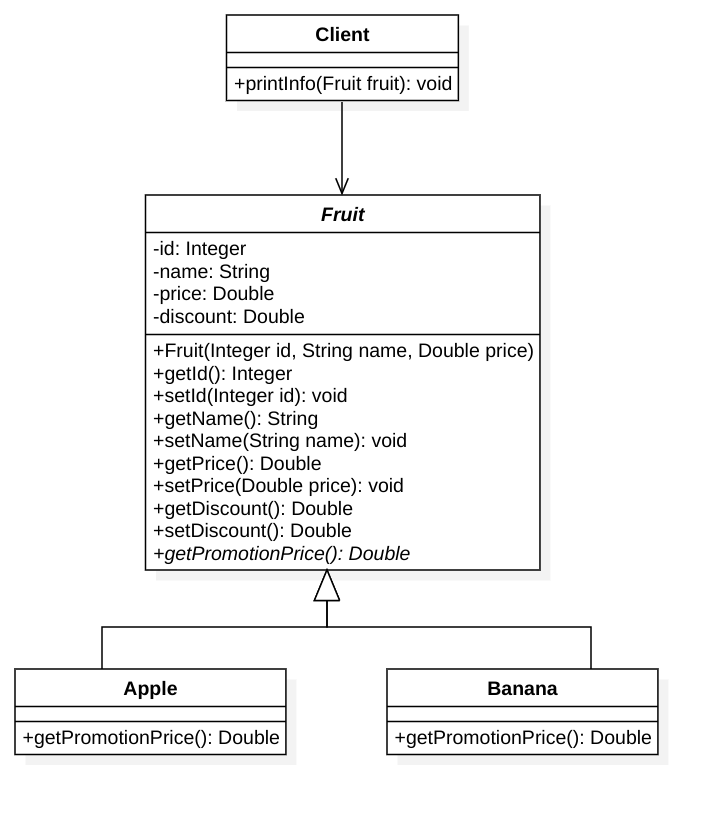 Client
+printInfo(Fruit fruit): void
Fruit
-id: Integer
-name: String
-price: Double
-discount: Double
+Fruit(Integer id, String name, Double price)
+getId(): Integer
+setId(Integer id): void
+getName(): String
+setName(String name): void
+getPrice(): Double
+setPrice(Double price): void
+getDiscount(): Double
+setDiscount(): Double
+getPromotionPrice(): Double
Apple
+getPromotionPrice(): Double
Banana
+getPromotionPrice(): Double